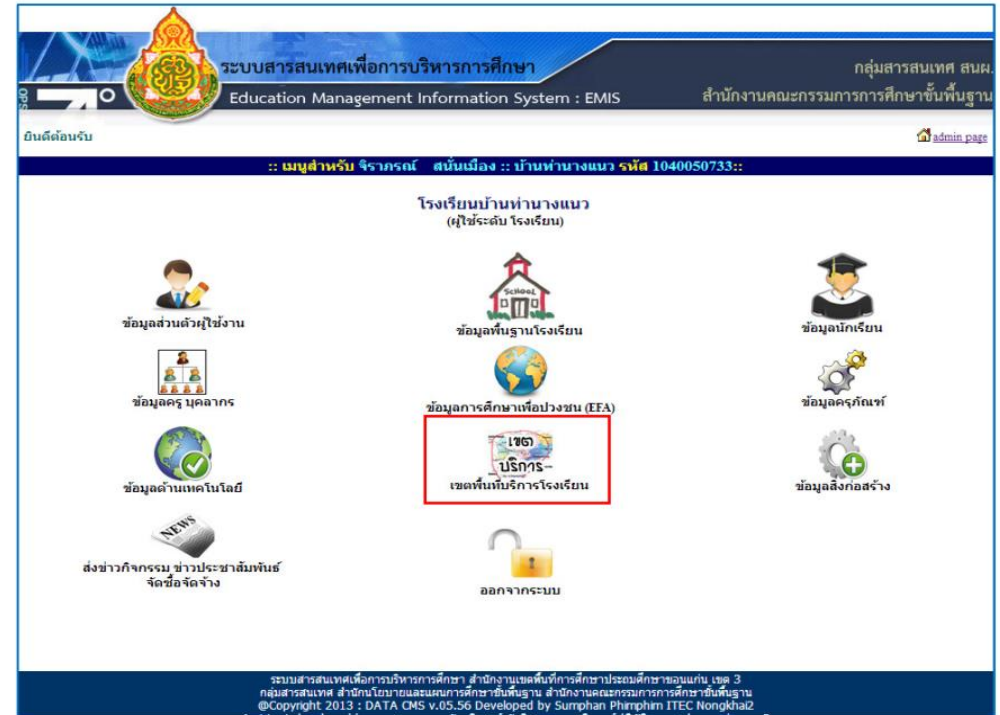 ระบบสารสนเทศเพื่อการบริหารการศึกษา
กลุ่มสารสนเทศ สนผ.
Education Management Information System : EMIS
สำนักงานคณะกรรมการการศึกษาขั้นพื้นฐาน
ยินดีต้อนรับ
admin page
:: เมนูสำหรับ จิราภรณ์ สนั่นเมือง :: บ้านท่านางแนว รหัส 1040050733::
โรงเรียนบ้านท่านางแนว
(ผู้ใช้ระดับ โรงเรียน)
SCHOOL
ข้อมูลส่วนตัวผู้ใช้งาน
ข้อมูลพื้นฐานโรงเรียน
ข้อมูลนักเรียน
ข้อมูลครู บุคลากร
ข้อมูลการศึกษาเพื่อปวงชน (EFA)
ข้อมูลครุภัณฑ์
เขต
บริการ
ข้อมูลด้านเทคโนโลยี
เขตพื้นที่บริการโรงเรียน
ข้อมูลสิ่งก่อสร้าง
NEWS
ส่งข่าวกิจกรรม ข่าวประชาสัมพันธ์
จัดซื้อจัดจ้าง
ออกจากระบบ
ระบบสารสนเทศเพื่อการบริหารการศึกษา สำนักงานเขตพื้นที่การศึกษาประถมศึกษาขอนแก่น เขต 3
กลุ่มสารสนเทศ สำนักนโยบายและแผนการศึกษาขั้นพื้นฐาน สำนักงานคณะกรรมการการศึกษาขั้นพื้นฐาน
@Copyright 2013 : DATA CMS v.05.56 Developed by Sumphan Phimphim ITEC Nongkhai2